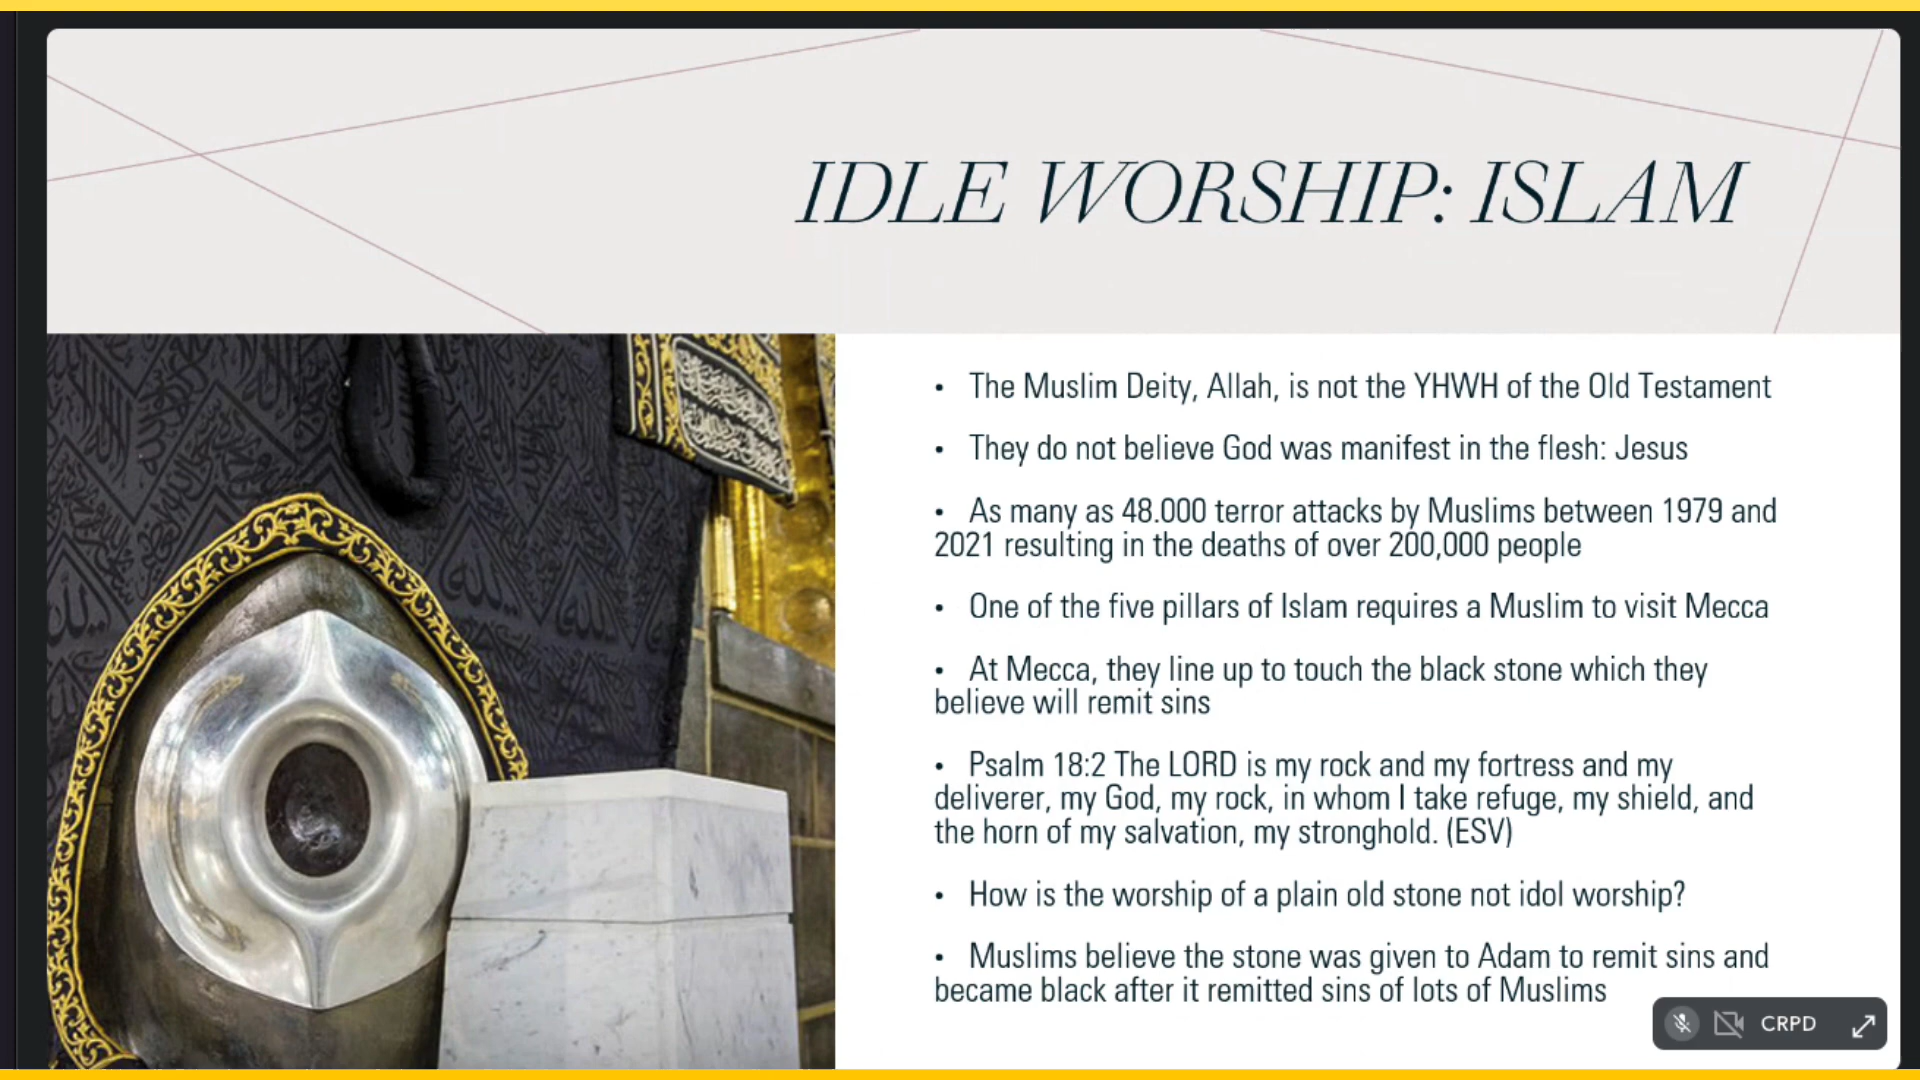 IDLE WORSHIP: ISLAM
• The Muslim Deity, Allah, is not the YHWH of the Old Testament
• They do not believe God was manifest in the flesh: Jesus
• As many as 48.000 terror attacks by Muslims between 1979 and
2021 resulting in the deaths of over 200,000 people
• One of the five pillars of Islam requires a Muslim to visit Mecca
• At Mecca, they line up to touch the black stone which they
believe will remit sins
• Psalm 18:2 The LORD is my rock and my fortress and my
deliverer, my God, my rock, in whom I take refuge, my shield, and
the horn of my salvation, my stronghold. (ESV)
• How is the worship of a plain old stone not idol worship?
• Muslims believe the stone was given to Adam to remit sins and
became black after it remitted sins of lots of Muslims
CRPD